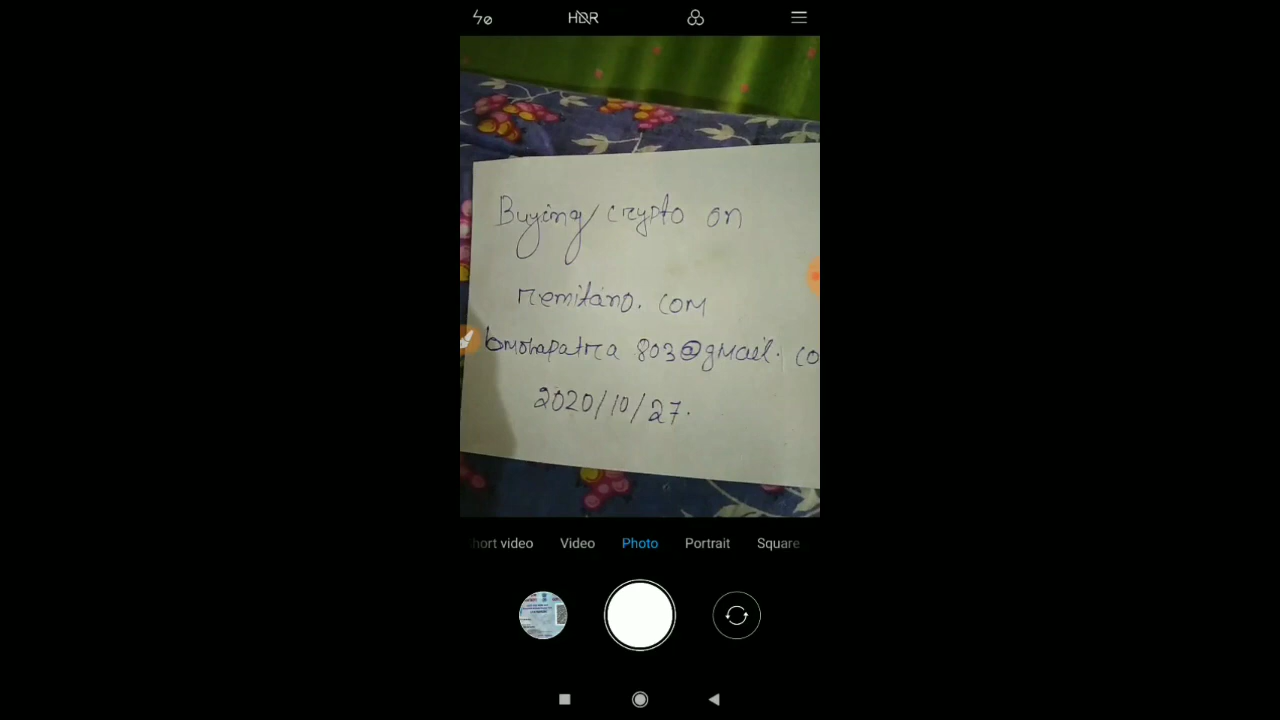 HDR
Buying crypto on
remitano.com
bmohapatra 803@gmail.co
2020/10/27.
hort video Video Photo Portrait Square